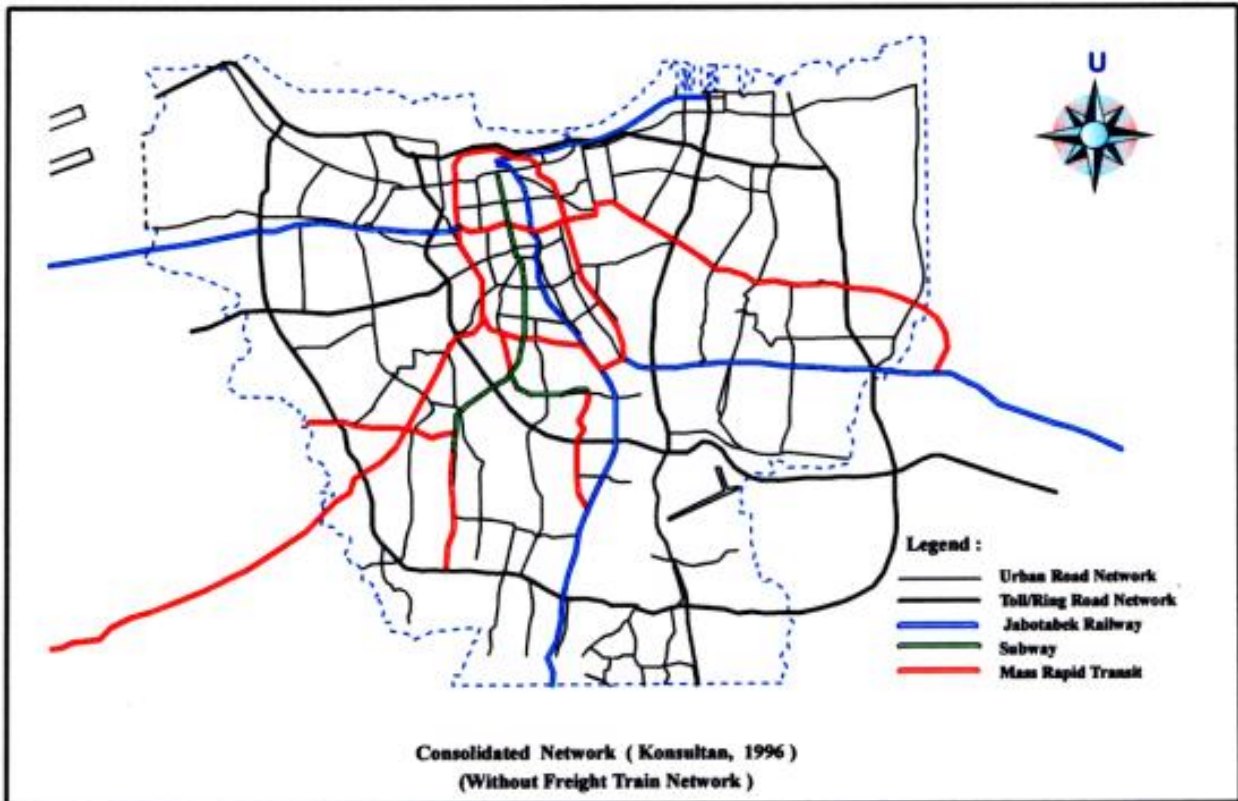 U
Legend :
Urban Road Network
Toll/Ring Road Network
Jabotabek Railway
Subway
Mass Rapid Transit
Consolidated Network ( Konsultan, 1996 )
(Without Freight Train Network )